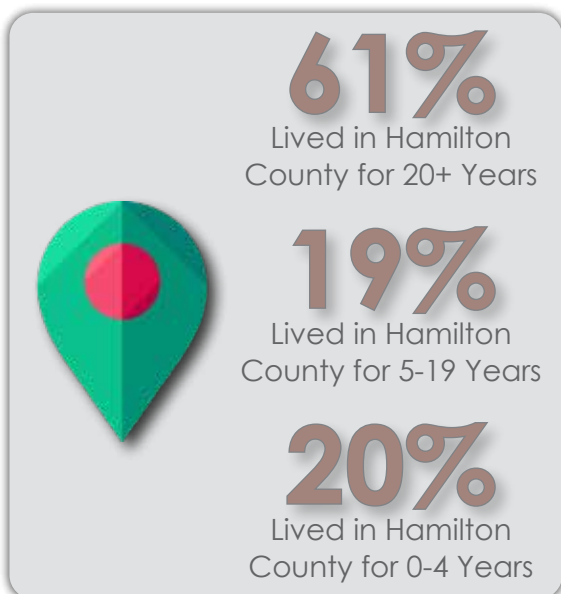 61%
Lived in Hamilton
County for 20+ Years
19%
Lived in Hamilton
County for 5-19 Years
20%
Lived in Hamilton
County for 0-4 Years